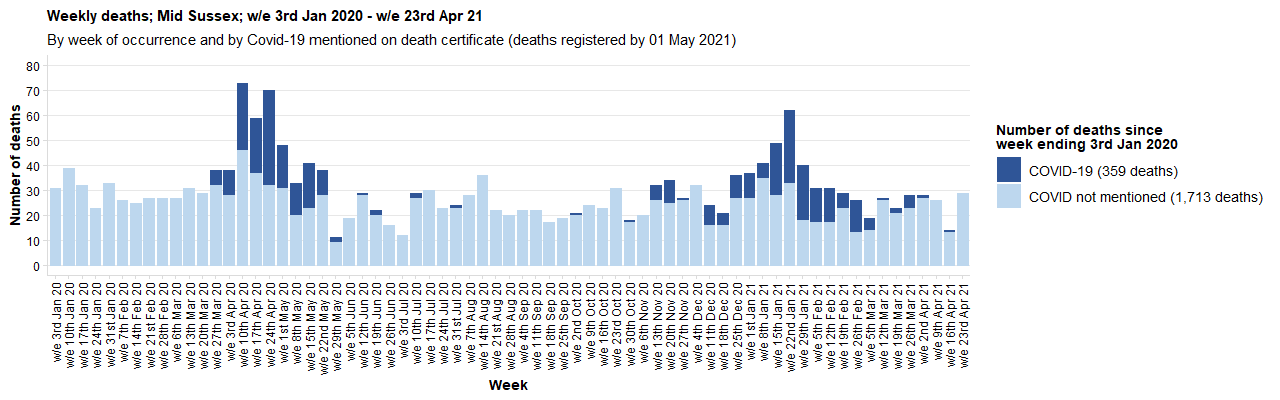 Weekly deaths; Mid Sussex; w/e 3rd Jan 2020 - w/e 23rd Apr 21
By week of occurrence and by Covid-19 mentioned on death certificate (deaths registered by 01 May 2021)
Number of deaths
80
70
60
50
40
30
20
10
0
w/e 3rd Jan 20
w/e 10th Jan 20
w/e 17th Jan 20
w/e 24th Jan 20
w/e 31st Jan 20
w/e 7th Feb 20
w/e 14th Feb 20
w/e 21st Feb 20
w/e 28th Feb 20
w/e 6th Mar 20
w/e 13th Mar 20
w/e 20th Mar 20
w/e 27th Mar 20
w/e 3rd Apr 20
w/e 10th Apr 20
w/e 17th Apr 20
w/e 24th Apr 20
w/e 1st May 20
w/e 8th May 20
w/e 15th May 20
w/e 22nd May 20
w/e 29th May 20
w/e 5th Jun 20
w/e 12th Jun 20
w/e 19th Jun 20
w/e 26th Jun 20
w/e 3rd Jul 20
w/e 10th Jul 20
w/e 17th Jul 20
w/e 24th Jul 20
w/e 31st Jul 20
w/e 7th Aug 20
w/e 14th Aug 20
w/e 21st Aug 20
w/e 28th Aug 20
w/e 4th Sep 20
w/e 11th Sep 20
w/e 18th Sep 20
w/e 25th Sep 20
w/e 2nd Oct 20
w/e 9th Oct 20
w/e 16th Oct 20
w/e 23rd Oct 20
w/e 30th Oct 20
w/e 6th Nov 20
w/e 13th Nov 20
w/e 20th Nov 20
w/e 27th Nov 20
w/e 4th Dec 20
w/e 11th Dec 20
w/e 18th Dec 20
w/e 25th Dec 20
w/e 1st Jan 21
w/e 8th Jan 21
w/e 15th Jan 21
w/e 22nd Jan 21
w/e 29th Jan 21
w/e 5th Feb 21
w/e 12th Feb 21
w/e 19th Feb 21
w/e 26th Feb 21
w/e 5th Mar 21
w/e 12th Mar 21
w/e 19th Mar 21
w/e 26th Mar 21
w/e 2nd Apr 21
w/e 9th Apr 21
w/e 16th Apr 21
w/e 23rd Apr 21
Week
Number of deaths since
week ending 3rd Jan 2020
COVID-19 (359 deaths)
COVID not mentioned (1,713 deaths)